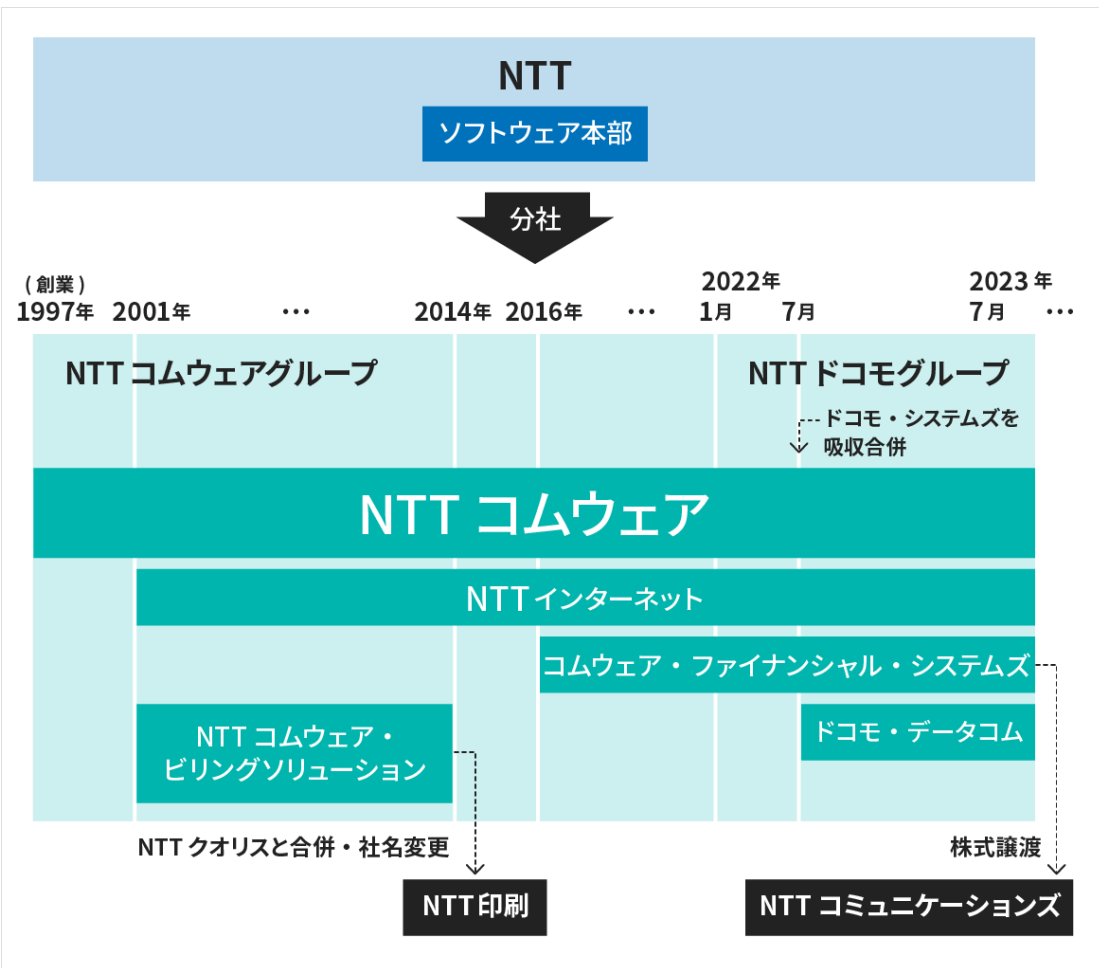 NTT
ソフトウェア本部
分社
(創業)
1997年 2001年 … 2014年 2016年 … 2022年 1月 7月 2023年 7月 …
NTT コムウェアグループ
NTT ドコモグループ
ドコモ・システムズを
吸収合併
NTT コムウェア
NTT インターネット
コムウェア・ファイナンシャル・システムズ
NTT コムウェア・
ビリングソリューション
ドコモ・データコム
NTT クオリスと合併・社名変更
株式譲渡
NTT印刷
NTT コミュニケーションズ